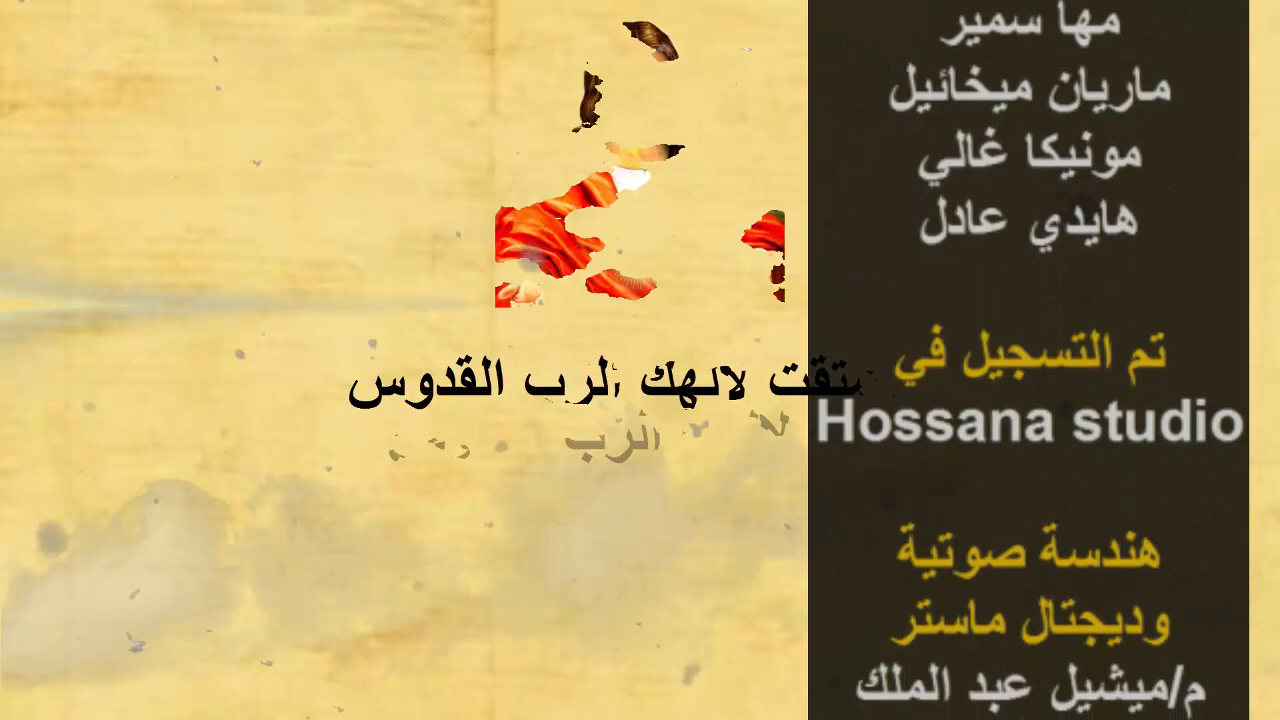 مها سمير
ماريان ميخائيل
مونيكا غالي
هايدي عادل
تم التسجيل في
Hossana studio
هندسة صوتية
وديجتال ماستر
م/ميشيل عبد الملك
لالهك الرب القدوس
الرب